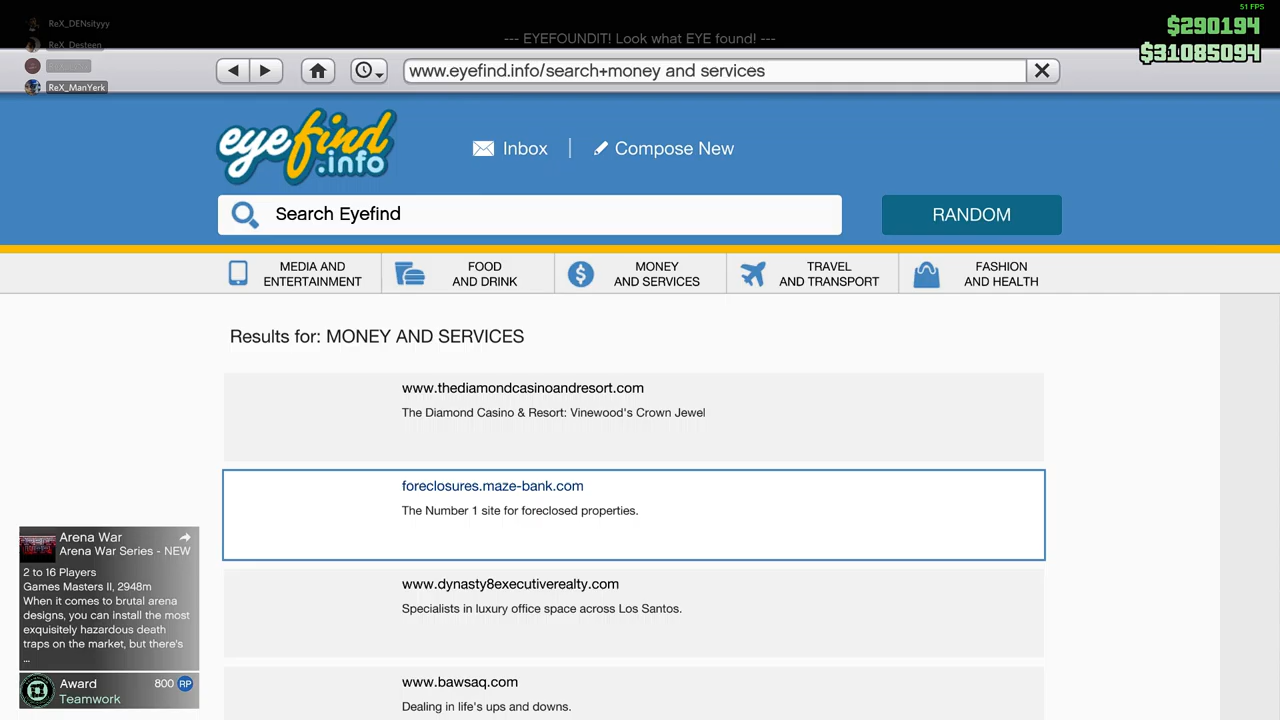 51 FPS
ReX_DENsityyy
$290194
--- EYEFOUNDIT! Look what EYE found! ---
ReX_Desteen
$31085094
www.eyefind.info/search+money and services
ReX_ManYerk
eyefind
.info
Inbox
Compose New
Search Eyefind
RANDOM
MEDIA AND
ENTERTAINMENT
FOOD
AND DRINK
MONEY
AND SERVICES
TRAVEL
AND TRANSPORT
FASHION
AND HEALTH
Results for: MONEY AND SERVICES
www.thediamondcasinoandresort.com
The Diamond Casino & Resort: Vinewood's Crown Jewel
foreclosures.maze-bank.com
The Number 1 site for foreclosed properties.
www.dynasty8executiverealty.com
Specialists in luxury office space across Los Santos.
www.bawsaq.com
Dealing in life's ups and downs.
Arena War
Arena War Series - NEW
2 to 16 Players
Games Masters II, 2948m
When it comes to brutal arena
designs, you can install the most
exquisitely hazardous death
traps on the market, but there's
...
Award 800 RP
Teamwork